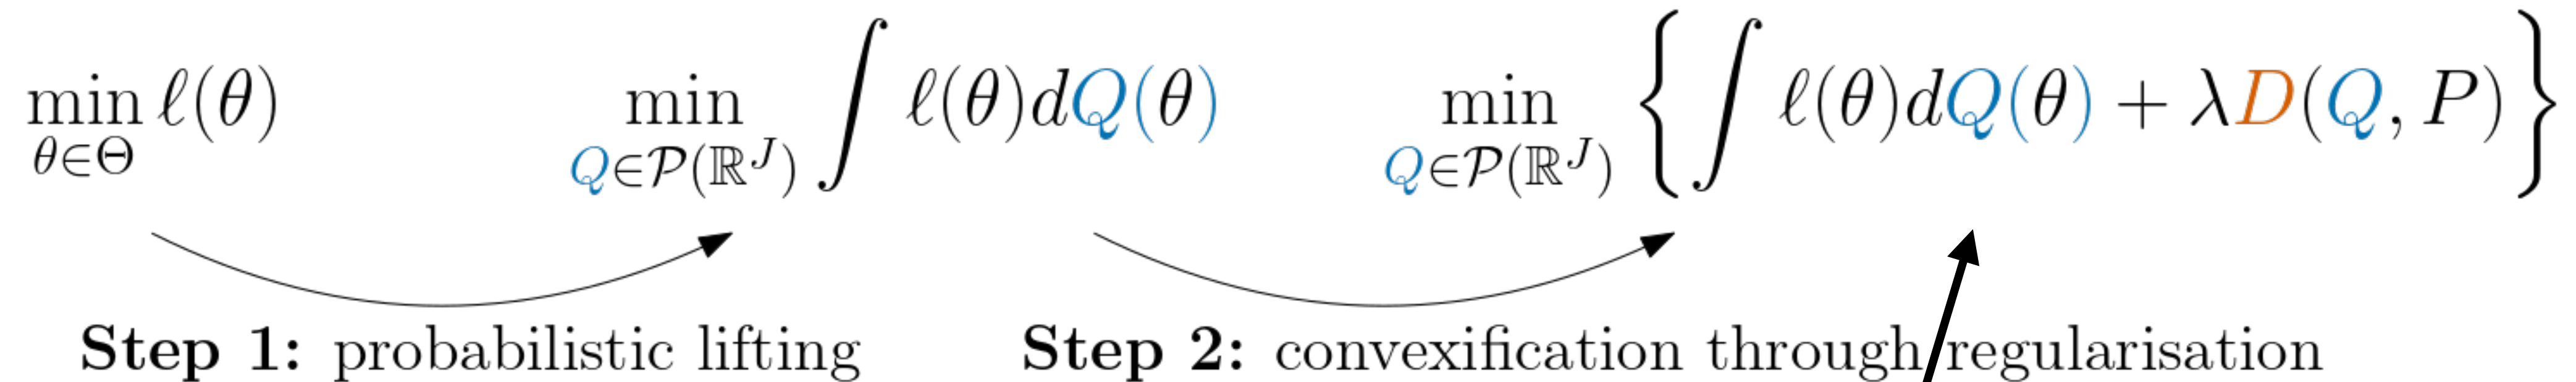 min θ∈Θ ℓ(θ)   min Q∈𝒫(ℝ^J) ∫ ℓ(θ)dQ(θ)   min Q∈𝒫(ℝ^J) { ∫ ℓ(θ)dQ(θ) + λD(Q, P) }
Step 1: probabilistic lifting   Step 2: convexification through regularisation